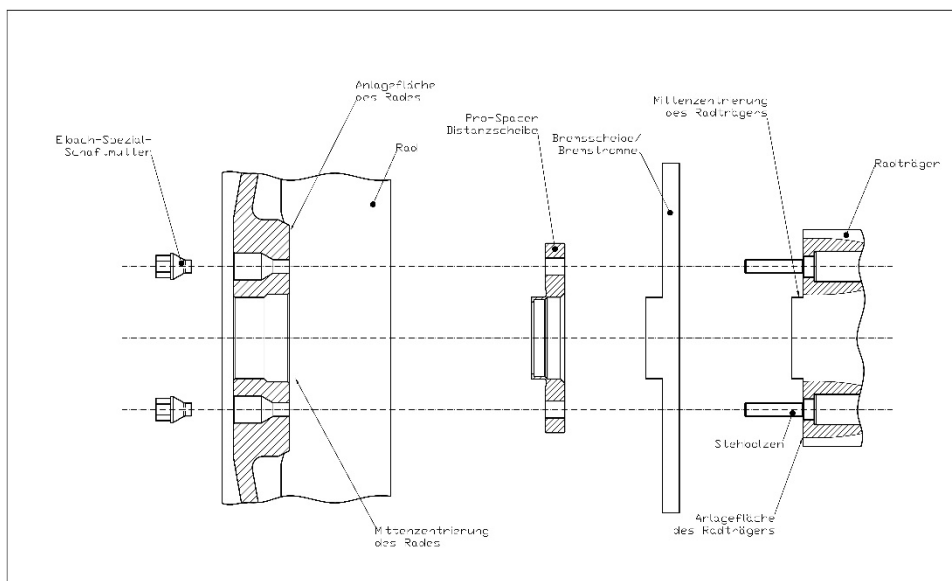 Anlagefläche
des Rades
Eibach-Spezial-
Schaftmutter
Rad
Pro-Spacer
Distanzscheibe
Bremsscheibe/
Bremstrommel
Mittenzentrierung
des Radträgers
Radträger
Stehbolzen
Mittenzentrierung
des Rades
Anlagefläche
des Radträgers